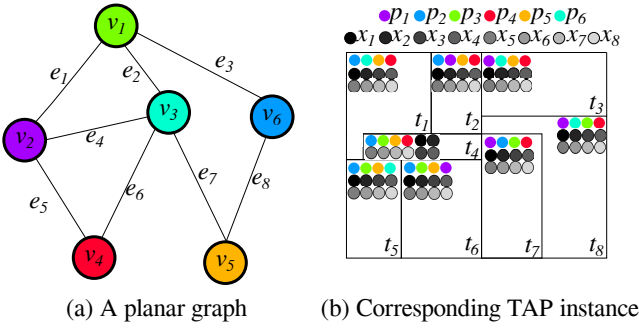 p1 p2 p3 p4 p5 p6
x1 x2 x3 x4 x5 x6 x7 x8
v1
e1 e2 e3
v2 v3 v6
e4
e5 e6 e7 e8
v4 v5
t1 t2 t3
t4
t5 t6 t7 t8
(a) A planar graph
(b) Corresponding TAP instance